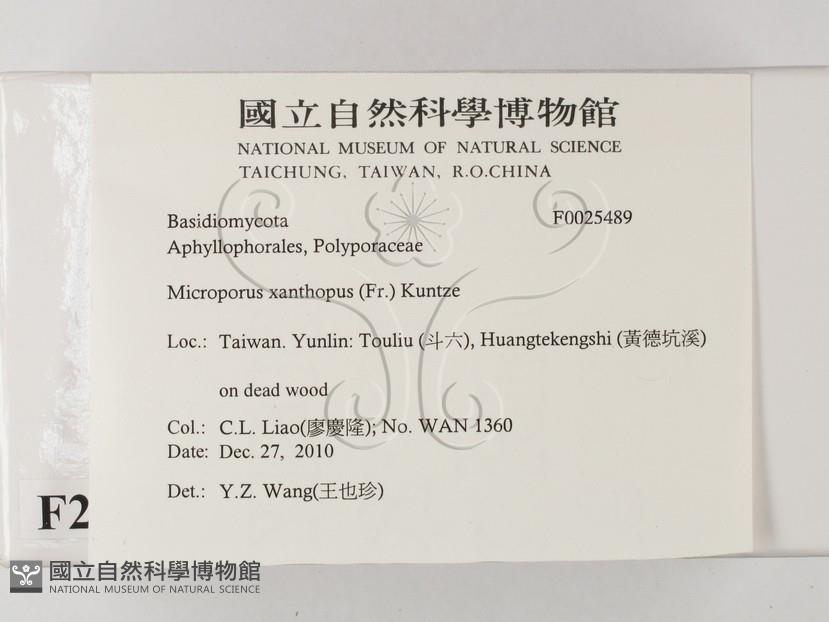 國立自然科學博物館
NATIONAL MUSEUM OF NATURAL SCIENCE
TAICHUNG, TAIWAN, R.O.CHINA
Basidiomycota F0025489
Aphyllophorales, Polyporaceae
Microporus xanthopus (Fr.) Kuntze
Loc.: Taiwan. Yunlin: Touliu (斗六), Huangtekengshi (黃德坑溪)
on dead wood
Col.: C.L. Liao(廖慶隆); No. WAN 1360
Date: Dec. 27, 2010
Det.: Y.Z. Wang(王也珍)
F2
國立自然科學博物館
NATIONAL MUSEUM OF NATURAL SCIENCE